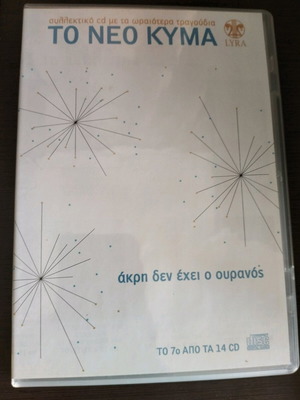 συλλεκτικό cd με τα ωραιότερα τραγούδια
ΤΟ ΝΕΟ ΚΥΜΑ
LYRA
άκρη δεν έχει ο ουρανός
ΤΟ 7ο ΑΠΟ ΤΑ 14 CD